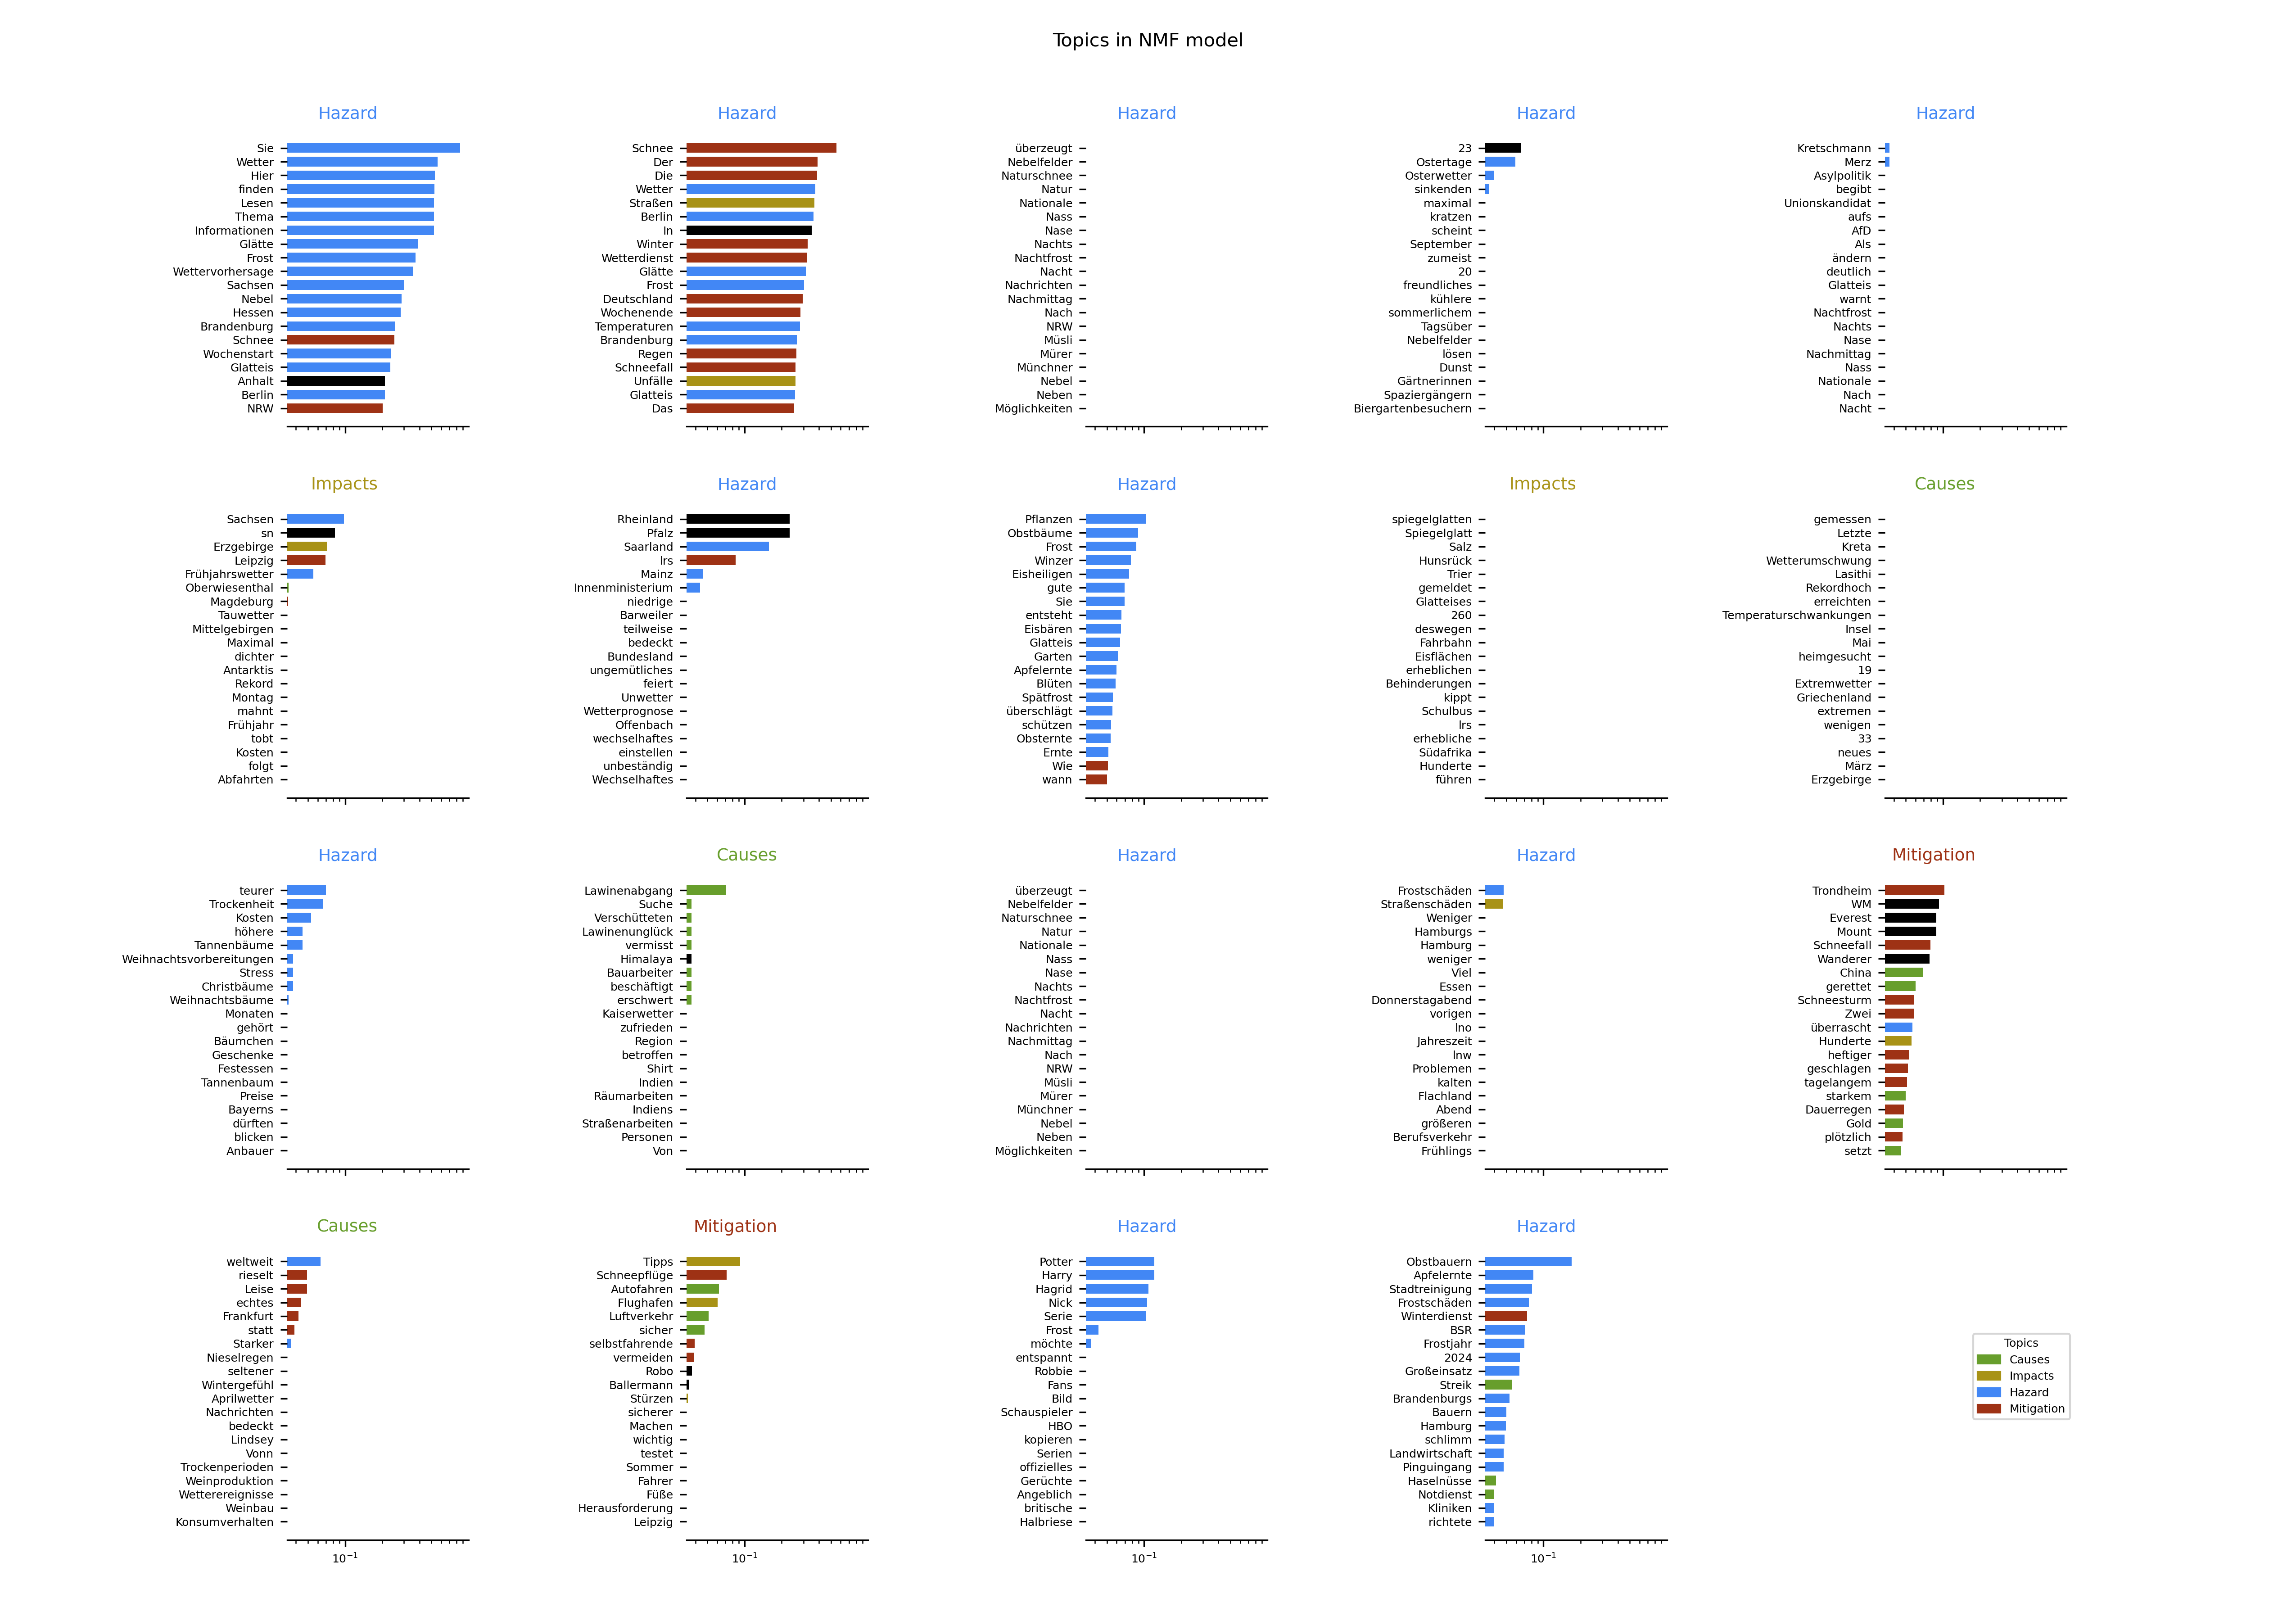 Topics in NMF model
Hazard
Sie
Wetter
Hier
finden
Lesen
Thema
Informationen
Glätte
Frost
Wettervorhersage
Sachsen
Nebel
Hessen
Brandenburg
Schnee
Wochenstart
Glatteis
Anhalt
Berlin
NRW
Hazard
Schnee
Der
Die
Wetter
Straßen
Berlin
In
Winter
Wetterdienst
Glätte
Frost
Deutschland
Wochenende
Temperaturen
Brandenburg
Regen
Schneefall
Unfälle
Glatteis
Das
Hazard
überzeugt
Nebelfelder
Naturschnee
Natur
Nationale
Nass
Nase
Nachts
Nachtfrost
Nacht
Nachrichten
Nachmittag
Nach
NRW
Müsli
Mürer
Münchner
Nebel
Neben
Möglichkeiten
Hazard
23
Ostertage
Osterwetter
sinkenden
maximal
kratzen
scheint
September
zumeist
20
freundliches
kühlere
sommerlichem
Tagsüber
Nebelfelder
lösen
Dunst
Gärtnerinnen
Spaziergängern
Biergartenbesuchern
Hazard
Kretschmann
Merz
Asylpolitik
begibt
Unionskandidat
aufs
AfD
Als
ändern
deutlich
Glatteis
warnt
Nachtfrost
Nachts
Nase
Nachmittag
Nass
Nationale
Nach
Nacht
Impacts
Sachsen
sn
Erzgebirge
Leipzig
Frühjahrswetter
Oberwiesenthal
Magdeburg
Tauwetter
Mittelgebirgen
Maximal
dichter
Antarktis
Rekord
Montag
mahnt
Frühjahr
tobt
Kosten
folgt
Abfahrten
Hazard
Rheinland
Pfalz
Saarland
lrs
Mainz
Innenministerium
niedrige
Barweiler
teilweise
bedeckt
Bundesland
ungemütliches
feiert
Unwetter
Wetterprognose
Offenbach
wechselhaftes
einstellen
unbeständig
Wechselhaftes
Hazard
Pflanzen
Obstbäume
Frost
Winzer
Eisheiligen
gute
Sie
entsteht
Eisbären
Glatteis
Garten
Apfelernte
Blüten
Spätfrost
überschlägt
schützen
Obsternte
Ernte
Wie
wann
Impacts
spiegelglatten
Spiegelglatt
Salz
Hunsrück
Trier
gemeldet
Glatteises
260
deswegen
Fahrbahn
Eisflächen
erheblichen
Behinderungen
kippt
Schulbus
lrs
erhebliche
Südafrika
Hunderte
führen
Causes
gemessen
Letzte
Kreta
Wetterumschwung
Lasithi
Rekordhoch
erreichten
Temperaturschwankungen
Insel
Mai
heimgesucht
19
Extremwetter
Griechenland
extremen
wenigen
33
neues
März
Erzgebirge
Hazard
teurer
Trockenheit
Kosten
höhere
Tannenbäume
Weihnachtsvorbereitungen
Stress
Christbäume
Weihnachtsbäume
Monaten
gehört
Bäumchen
Geschenke
Festessen
Tannenbaum
Preise
Bayerns
dürften
blicken
Anbauer
Causes
Lawinenabgang
Suche
Verschütteten
Lawinenunglück
vermisst
Himalaya
Bauarbeiter
beschäftigt
erschwert
Kaiserwetter
zufrieden
Region
betroffen
Shirt
Indien
Räumarbeiten
Indiens
Straßenarbeiten
Personen
Von
Hazard
überzeugt
Nebelfelder
Naturschnee
Natur
Nationale
Nass
Nase
Nachts
Nachtfrost
Nacht
Nachrichten
Nachmittag
Nach
NRW
Müsli
Mürer
Münchner
Nebel
Neben
Möglichkeiten
Hazard
Frostschäden
Straßenschäden
Weniger
Hamburgs
Hamburg
weniger
Viel
Essen
Donnerstagabend
vorigen
lno
Jahreszeit
lnw
Problemen
kalten
Flachland
Abend
größeren
Berufsverkehr
Frühlings
Mitigation
Trondheim
WM
Everest
Mount
Schneefall
Wanderer
China
gerettet
Schneesturm
Zwei
überrascht
Hunderte
heftiger
geschlagen
tagelangem
starkem
Dauerregen
Gold
plötzlich
setzt
Causes
weltweit
rieselt
Leise
echtes
Frankfurt
statt
Starker
Nieselregen
seltener
Wintergefühl
Aprilwetter
Nachrichten
bedeckt
Lindsey
Vonn
Trockenperioden
Weinproduktion
Wetterereignisse
Weinbau
Konsumverhalten
10⁻¹
Mitigation
Tipps
Schneepflüge
Autofahren
Flughafen
Luftverkehr
sicher
selbstfahrende
vermeiden
Robo
Ballermann
Stürzen
sicherer
Machen
wichtig
testet
Sommer
Fahrer
Füße
Herausforderung
Leipzig
10⁻¹
Hazard
Potter
Harry
Hagrid
Nick
Serie
Frost
möchte
entspannt
Robbie
Fans
Bild
Schauspieler
HBO
kopieren
Serien
offizielles
Gerüchte
Angeblich
britische
Halbriese
10⁻¹
Hazard
Obstbauern
Apfelernte
Stadtreinigung
Frostschäden
Winterdienst
BSR
Frostjahr
2024
Großeinsatz
Streik
Brandenburgs
Bauern
Hamburg
schlimm
Landwirtschaft
Pinguingang
Haselnüsse
Notdienst
Kliniken
richtete
10⁻¹
Topics
Causes
Impacts
Hazard
Mitigation